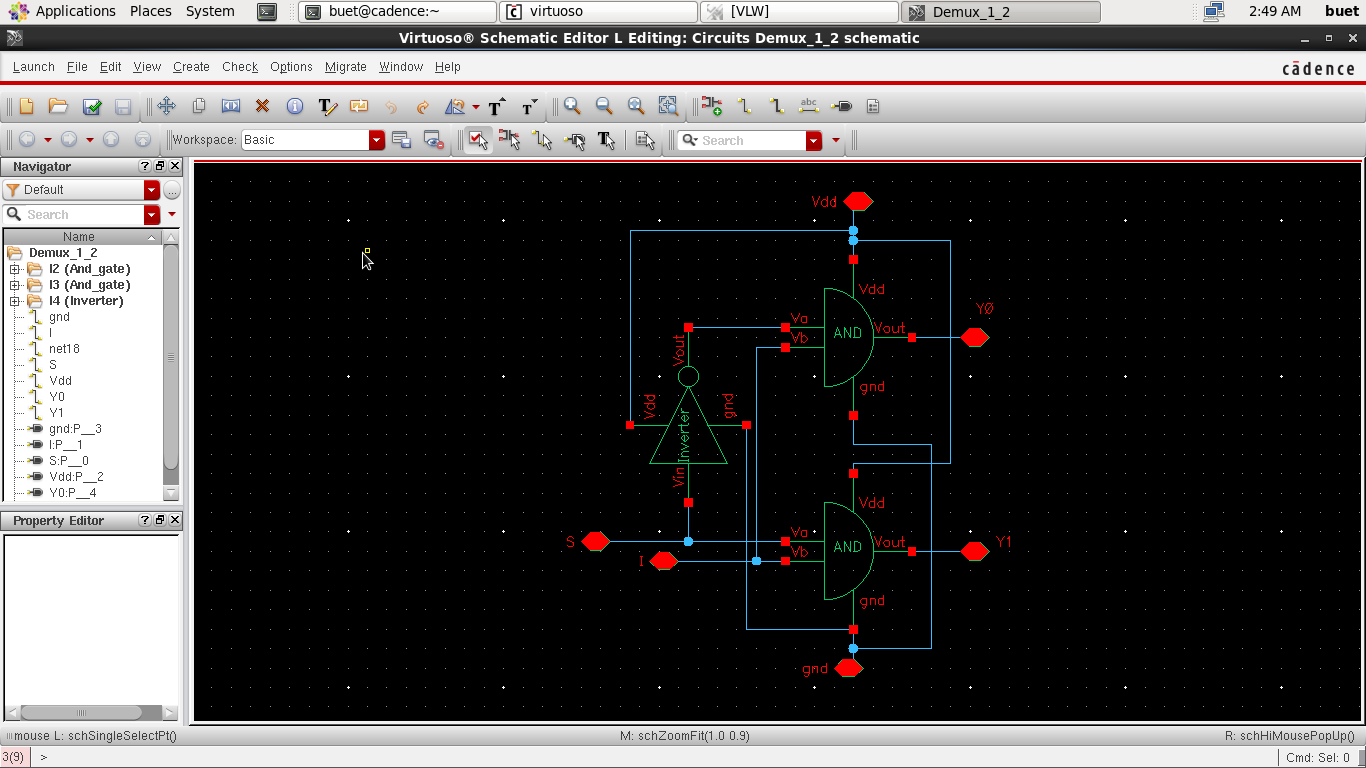 Applications Places System buet@cadence:~ virtuoso [VLW] Demux_1_2 2:49 AM buet
Virtuoso® Schematic Editor L Editing: Circuits Demux_1_2 schematic
Launch File Edit View Create Check Options Migrate Window Help cādence
abc
Workspace: Basic Search
Navigator
Default
Search
Name
Demux_1_2
I2 (And_gate)
I3 (And_gate)
I4 (Inverter)
gnd
I
net18
S
Vdd
Y0
Y1
gnd:P__3
I:P__1
S:P__0
Vdd:P__2
Y0:P__4
Property Editor
Vdd
Vdd
Y0
Va
AND
Vout
Vb
Vout
gnd
Vdd
gnd
Inverter
Vin
Vdd
S
Va
AND
Vout
Y1
I
Vb
gnd
gnd
mouse L: schSingleSelectPt() M: schZoomFit(1.0 0.9) R: schHiMousePopUp()
3(9) > Cmd: Sel: 0